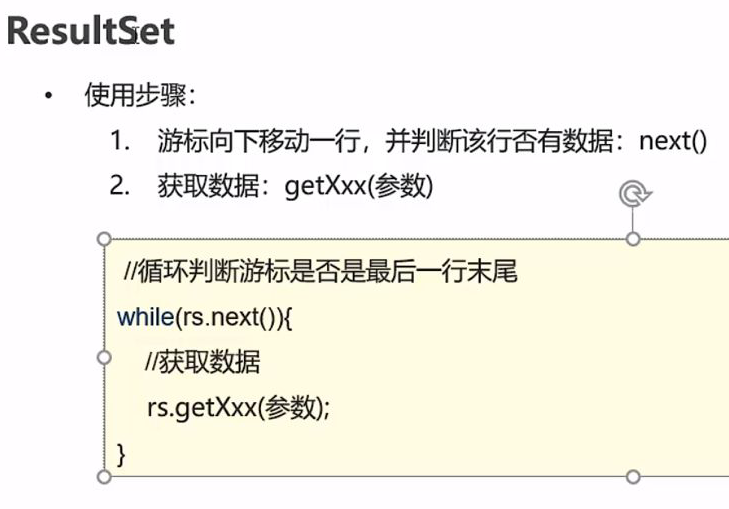 ResultSet
• 使用步骤：
1. 游标向下移动一行，并判断该行否有数据：next()
2. 获取数据：getXxx(参数)
//循环判断游标是否是最后一行末尾
while(rs.next()){
//获取数据
rs.getXxx(参数);
}